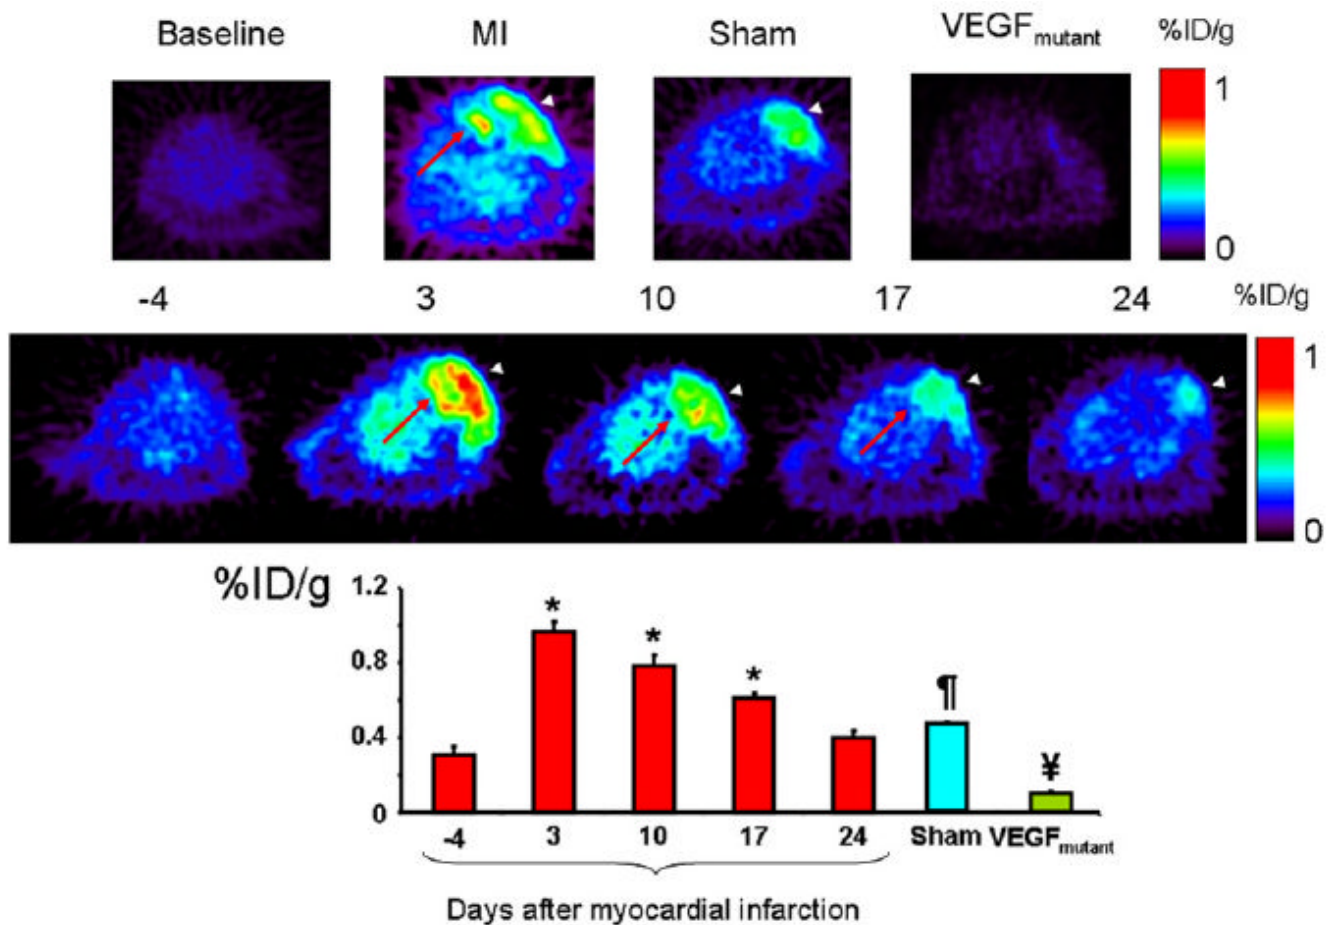 Baseline MI Sham VEGFmutant %ID/g
1
0
-4 3 10 17 24 %ID/g
1
0
%ID/g
1.2
0.8
0.4
0
* * * ¶ ¥
-4 3 10 17 24 Sham VEGFmutant
Days after myocardial infarction